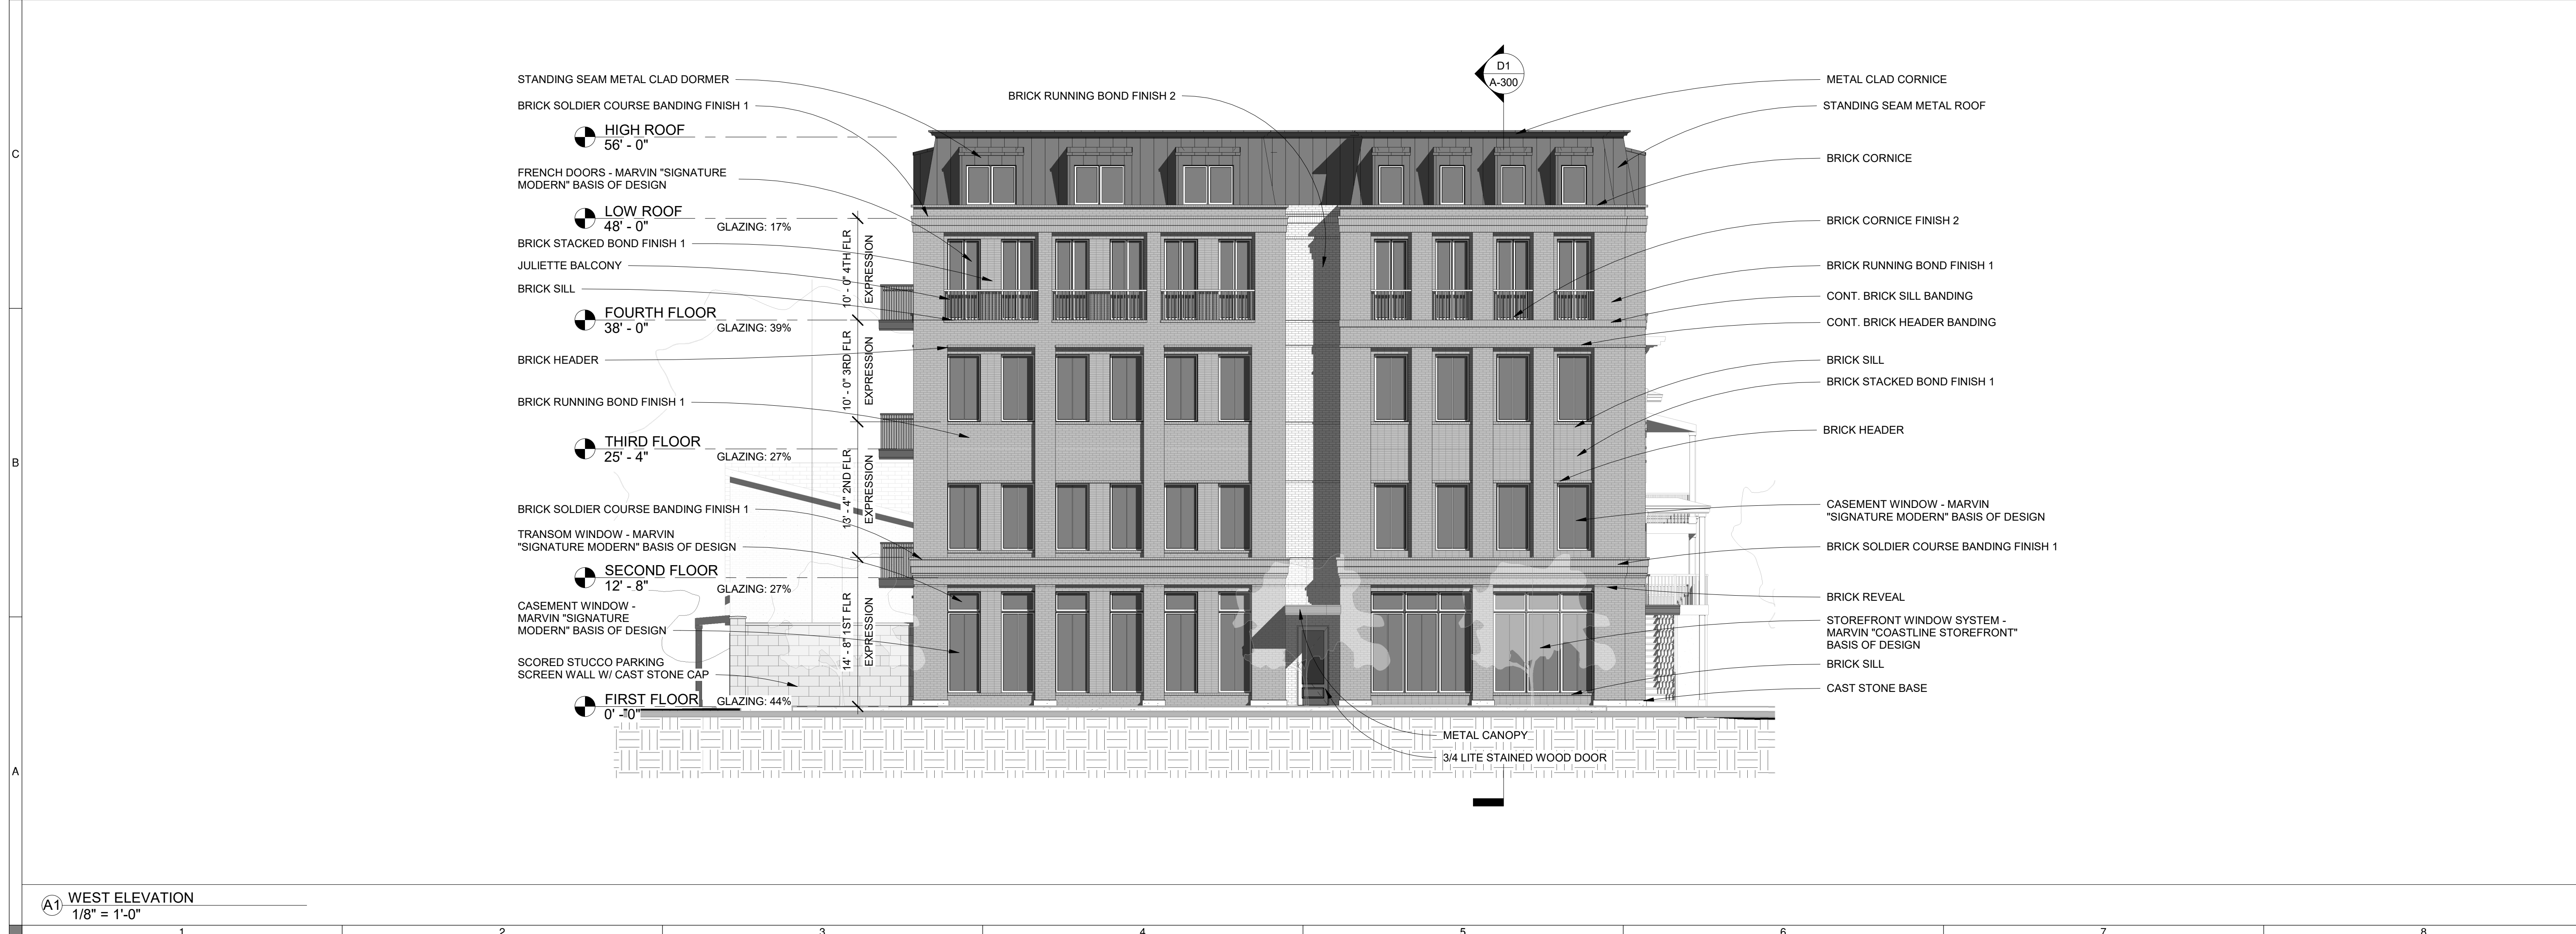 D1
A-300
STANDING SEAM METAL CLAD DORMER
BRICK SOLDIER COURSE BANDING FINISH 1
HIGH ROOF
56' - 0"
FRENCH DOORS - MARVIN "SIGNATURE
MODERN" BASIS OF DESIGN
LOW ROOF
48' - 0"
GLAZING: 17%
BRICK STACKED BOND FINISH 1
JULIETTE BALCONY
BRICK SILL
FOURTH FLOOR
38' - 0"
GLAZING: 39%
BRICK HEADER
BRICK RUNNING BOND FINISH 1
THIRD FLOOR
25' - 4"
GLAZING: 27%
BRICK SOLDIER COURSE BANDING FINISH 1
TRANSOM WINDOW - MARVIN
"SIGNATURE MODERN" BASIS OF DESIGN
SECOND FLOOR
12' - 8"
GLAZING: 27%
CASEMENT WINDOW -
MARVIN "SIGNATURE
MODERN" BASIS OF DESIGN
SCORED STUCCO PARKING
SCREEN WALL W/ CAST STONE CAP
FIRST FLOOR
0' - 0"
GLAZING: 44%
10' - 0" 4TH FLR
EXPRESSION
10' - 0" 3RD FLR
EXPRESSION
13' - 4" 2ND FLR
EXPRESSION
14' - 8" 1ST FLR
EXPRESSION
BRICK RUNNING BOND FINISH 2
METAL CLAD CORNICE
STANDING SEAM METAL ROOF
BRICK CORNICE
BRICK CORNICE FINISH 2
BRICK RUNNING BOND FINISH 1
CONT. BRICK SILL BANDING
CONT. BRICK HEADER BANDING
BRICK SILL
BRICK STACKED BOND FINISH 1
BRICK HEADER
CASEMENT WINDOW - MARVIN
"SIGNATURE MODERN" BASIS OF DESIGN
BRICK SOLDIER COURSE BANDING FINISH 1
BRICK REVEAL
STOREFRONT WINDOW SYSTEM -
MARVIN "COASTLINE STOREFRONT"
BASIS OF DESIGN
BRICK SILL
CAST STONE BASE
METAL CANOPY
3/4 LITE STAINED WOOD DOOR
C
B
A
A1
WEST ELEVATION
1/8" = 1'-0"
1 2 3 4 5 6 7 8